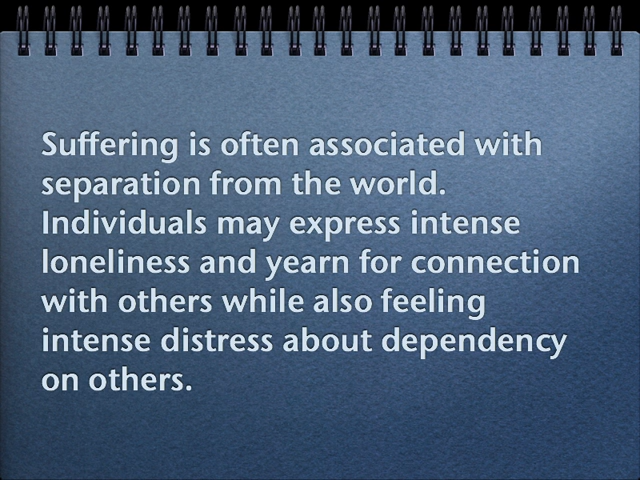 Suffering is often associated with
separation from the world.
Individuals may express intense
loneliness and yearn for connection
with others while also feeling
intense distress about dependency
on others.